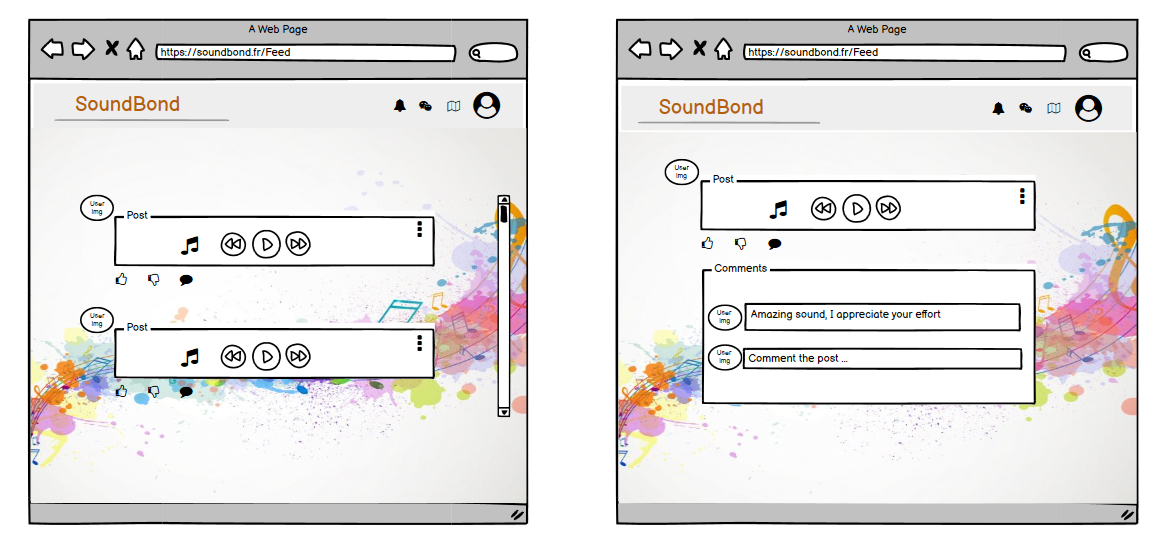 A Web Page
https://soundbond.fr/Feed
SoundBond
User
Img
Post
User
Img
Post
A Web Page
https://soundbond.fr/Feed
SoundBond
User
Img
Post
Comments
User
Img
Amazing sound, I appreciate your effort
User
Img
Comment the post ...